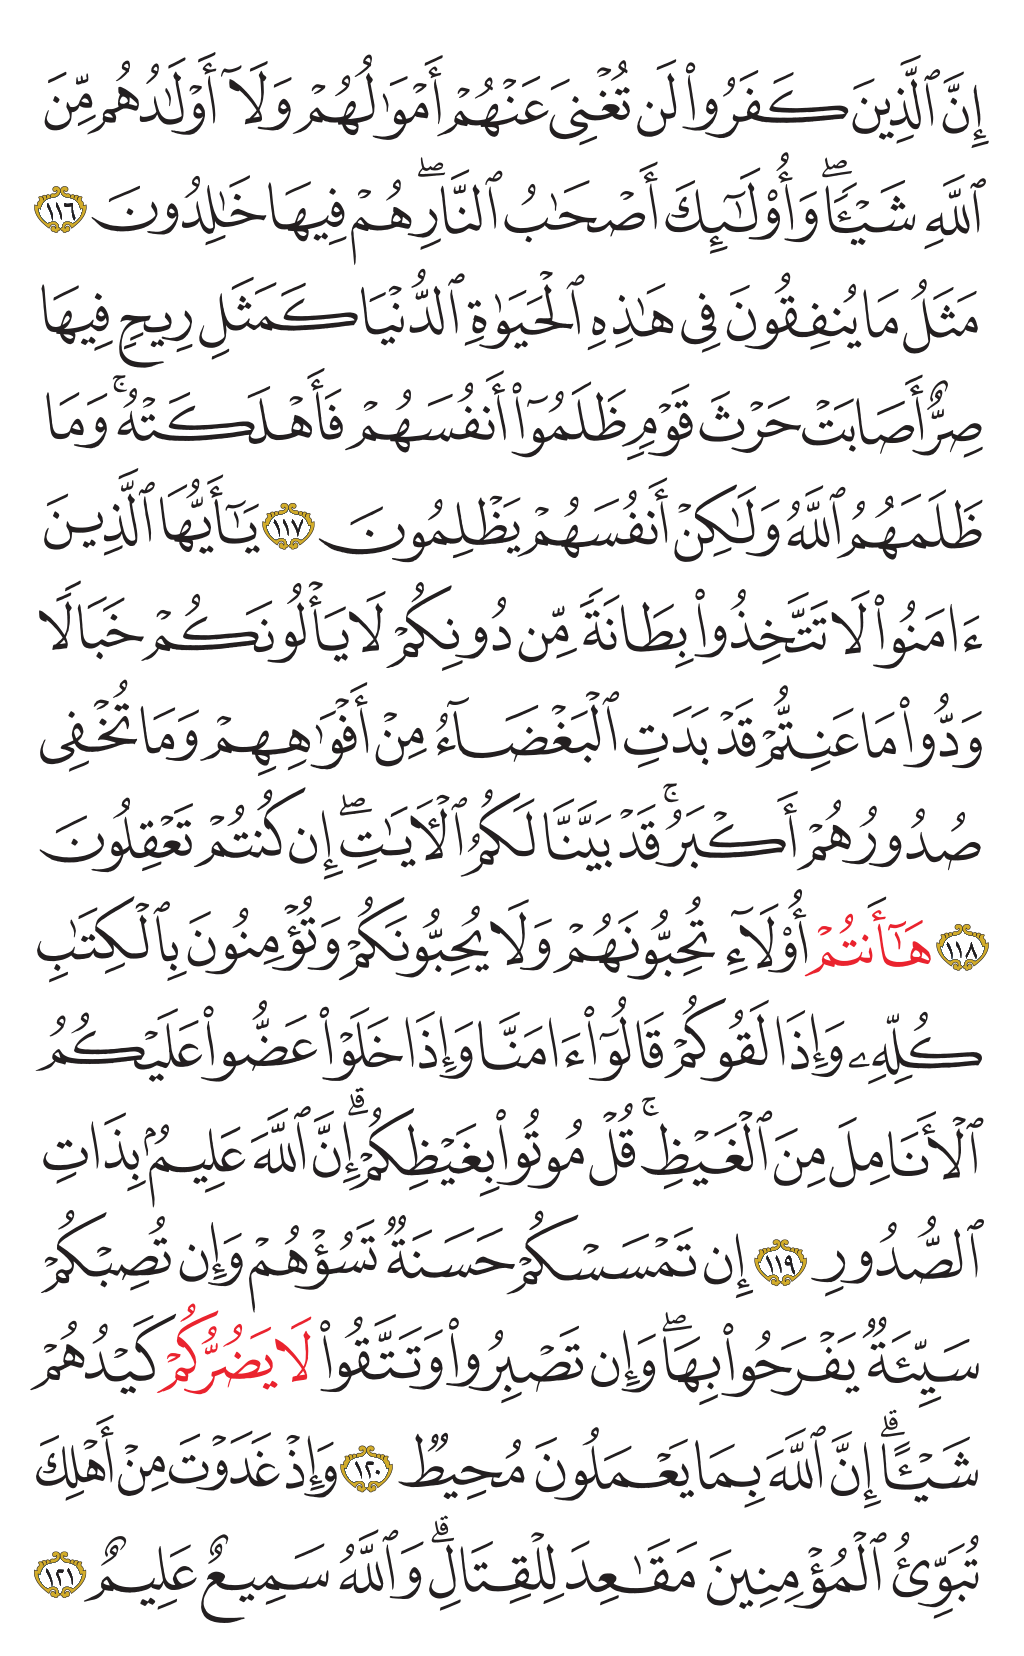 إِنَّ ٱلَّذِينَ كَفَرُواْ لَن تُغْنِىَ عَنْهُمْ أَمْوَٰلُهُمْ وَلَآ أَوْلَٰدُهُم مِّنَ
ٱللَّهِ شَيْـًٔاۖ وَأُوْلَٰٓئِكَ أَصْحَٰبُ ٱلنَّارِۖ هُمْ فِيهَا خَٰلِدُونَ ١١٦
مَثَلُ مَا يُنفِقُونَ فِى هَٰذِهِ ٱلْحَيَوٰةِ ٱلدُّنْيَا كَمَثَلِ رِيحٍ فِيهَا
صِرٌّ أَصَابَتْ حَرْثَ قَوْمٍ ظَلَمُوٓاْ أَنفُسَهُمْ فَأَهْلَكَتْهُۚ وَمَا
ظَلَمَهُمُ ٱللَّهُ وَلَٰكِنْ أَنفُسَهُمْ يَظْلِمُونَ ١١٧ يَٰٓأَيُّهَا ٱلَّذِينَ
ءَامَنُواْ لَا تَتَّخِذُواْ بِطَانَةً مِّن دُونِكُمْ لَا يَأْلُونَكُمْ خَبَالًا
وَدُّواْ مَا عَنِتُّمْ قَدْ بَدَتِ ٱلْبَغْضَآءُ مِنْ أَفْوَٰهِهِمْ وَمَا تُخْفِى
صُدُورُهُمْ أَكْبَرُۚ قَدْ بَيَّنَّا لَكُمُ ٱلْأٓيَٰتِۖ إِن كُنتُمْ تَعْقِلُونَ
١١٨ هَٰٓأَنتُمْ أُوْلَآءِ تُحِبُّونَهُمْ وَلَا يُحِبُّونَكُمْ وَتُؤْمِنُونَ بِٱلْكِتَٰبِ
كُلِّهِۦ وَإِذَا لَقُوكُمْ قَالُوٓاْ ءَامَنَّا وَإِذَا خَلَوْاْ عَضُّواْ عَلَيْكُمُ
ٱلْأَنَامِلَ مِنَ ٱلْغَيْظِۚ قُلْ مُوتُواْ بِغَيْظِكُمْۗ إِنَّ ٱللَّهَ عَلِيمٌۢ بِذَاتِ
ٱلصُّدُورِ ١١٩ إِن تَمْسَسْكُمْ حَسَنَةٌ تَسُؤْهُمْ وَإِن تُصِبْكُمْ
سَيِّئَةٌ يَفْرَحُواْ بِهَاۖ وَإِن تَصْبِرُواْ وَتَتَّقُواْ لَا يَضُرُّكُمْ كَيْدُهُمْ
شَيْـًٔاۗ إِنَّ ٱللَّهَ بِمَا يَعْمَلُونَ مُحِيطٌ ١٢٠ وَإِذْ غَدَوْتَ مِنْ أَهْلِكَ
تُبَوِّئُ ٱلْمُؤْمِنِينَ مَقَٰعِدَ لِلْقِتَالِۗ وَٱللَّهُ سَمِيعٌ عَلِيمٌ ١٢١